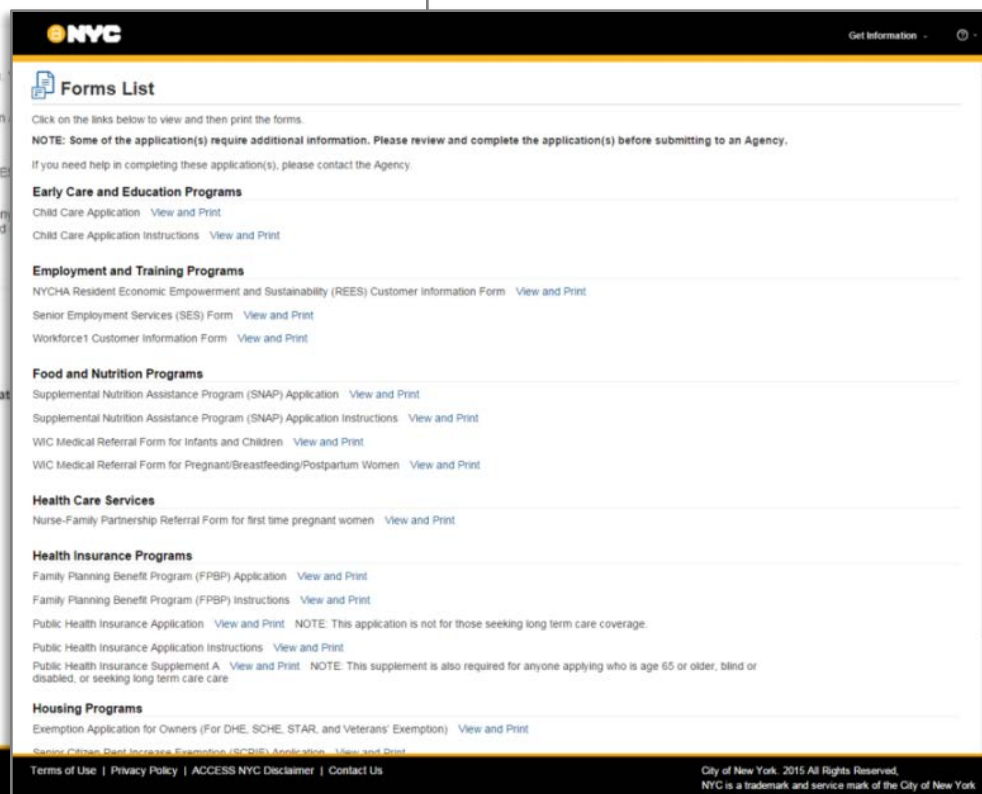 NYC
Get Information
Forms List
Click on the links below to view and then print the forms.
NOTE: Some of the application(s) require additional information. Please review and complete the application(s) before submitting to an Agency.
If you need help in completing these application(s), please contact the Agency.
Early Care and Education Programs
Child Care Application View and Print
Child Care Application Instructions View and Print
Employment and Training Programs
NYCHA Resident Economic Empowerment and Sustainability (REES) Customer Information Form View and Print
Senior Employment Services (SES) Form View and Print
Workforce1 Customer Information Form View and Print
Food and Nutrition Programs
Supplemental Nutrition Assistance Program (SNAP) Application View and Print
Supplemental Nutrition Assistance Program (SNAP) Application Instructions View and Print
WIC Medical Referral Form for Infants and Children View and Print
WIC Medical Referral Form for Pregnant/Breastfeeding/Postpartum Women View and Print
Health Care Services
Nurse-Family Partnership Referral Form for first time pregnant women View and Print
Health Insurance Programs
Family Planning Benefit Program (FPBP) Application View and Print
Family Planning Benefit Program (FPBP) Instructions View and Print
Public Health Insurance Application View and Print NOTE: This application is not for those seeking long term care coverage.
Public Health Insurance Application Instructions View and Print
Public Health Insurance Supplement A View and Print NOTE: This supplement is also required for anyone applying who is age 65 or older, blind or
disabled, or seeking long term care care
Housing Programs
Exemption Application for Owners (For DHE, SCHE, STAR, and Veterans' Exemption) View and Print
Senior Citizen Rent Increase Exemption (SCRIE) Application View and Print
Terms of Use | Privacy Policy | ACCESS NYC Disclaimer | Contact Us
City of New York. 2015 All Rights Reserved,
NYC is a trademark and service mark of the City of New York